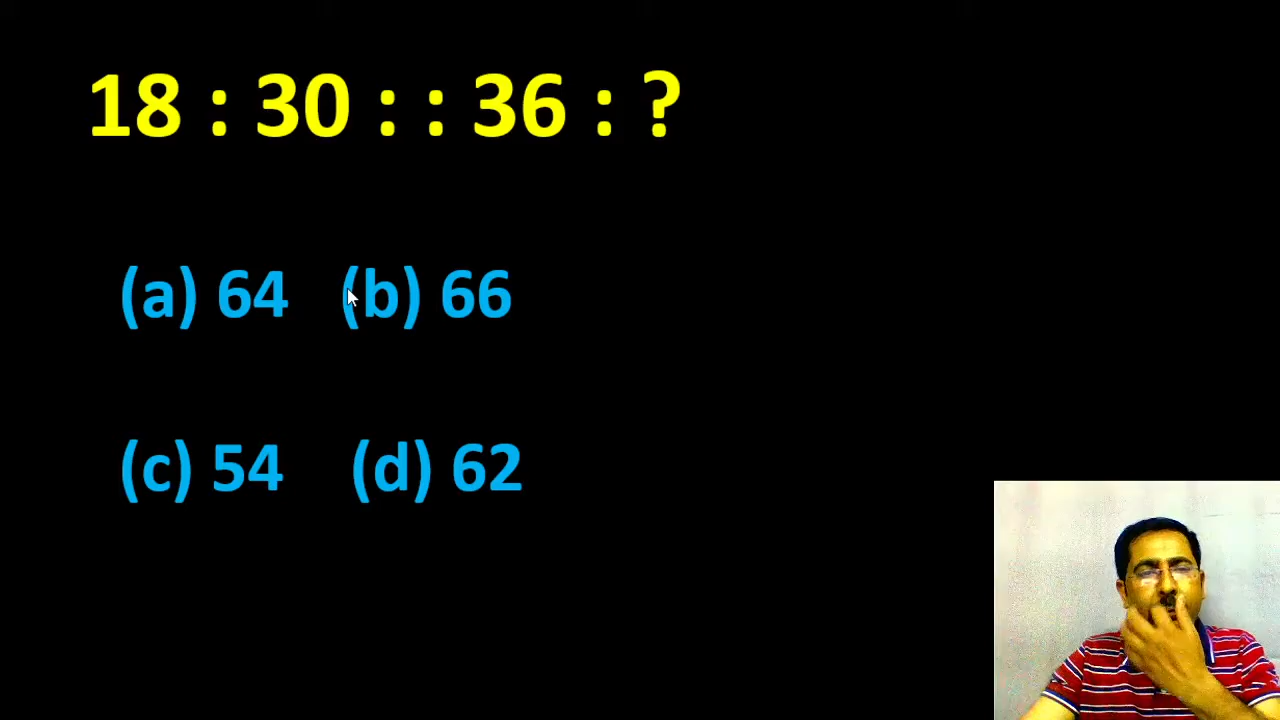 18 : 30 : : 36 : ?
(a) 64 (b) 66
(c) 54 (d) 62